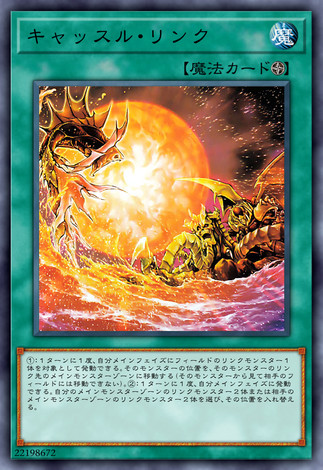 キャッスル・リンク
魔
【魔法カード】
①：１ターンに１度、自分メインフェイズにフィールドのリンクモンスター１
体を対象として発動できる。そのモンスターの位置を、そのモンスターのリン
ク先のメインモンスターゾーンに移動する（そのモンスターから見て相手のフ
ィールドには移動できない）。②：１ターンに１度、自分メインフェイズに発動
できる。自分のメインモンスターゾーンのリンクモンスター２体または相手の
メインモンスターゾーンのリンクモンスター２体を選び、その位置を入れ替え
る。
22198672